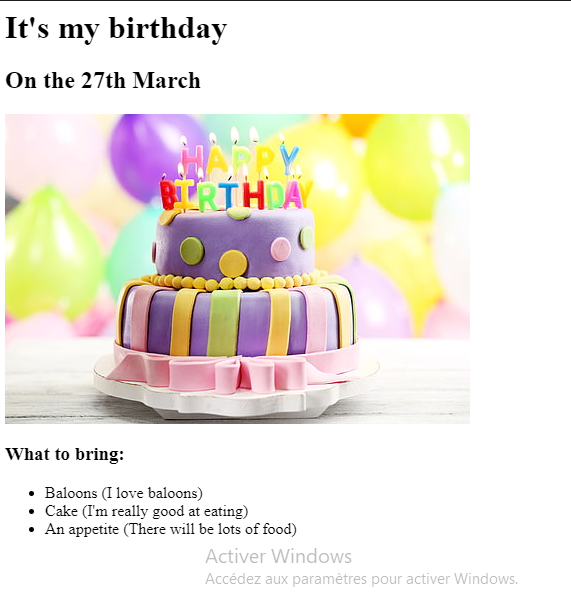 It's my birthday
On the 27th March
HAPPY
BIRTHDAY
What to bring:
Baloons (I love baloons)
Cake (I'm really good at eating)
An appetite (There will be lots of food)
Activer Windows
Accédez aux paramètres pour activer Windows.